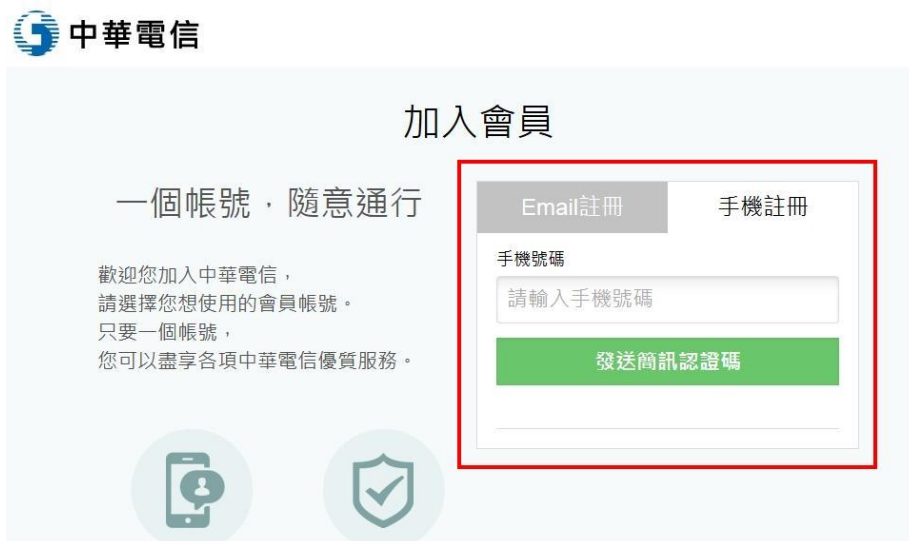 中華電信
加入會員
一個帳號，隨意通行
歡迎您加入中華電信，
請選擇您想使用的會員帳號。
只要一個帳號，
您可以盡享各項中華電信優質服務。
Email註冊
手機註冊
手機號碼
請輸入手機號碼
發送簡訊認證碼